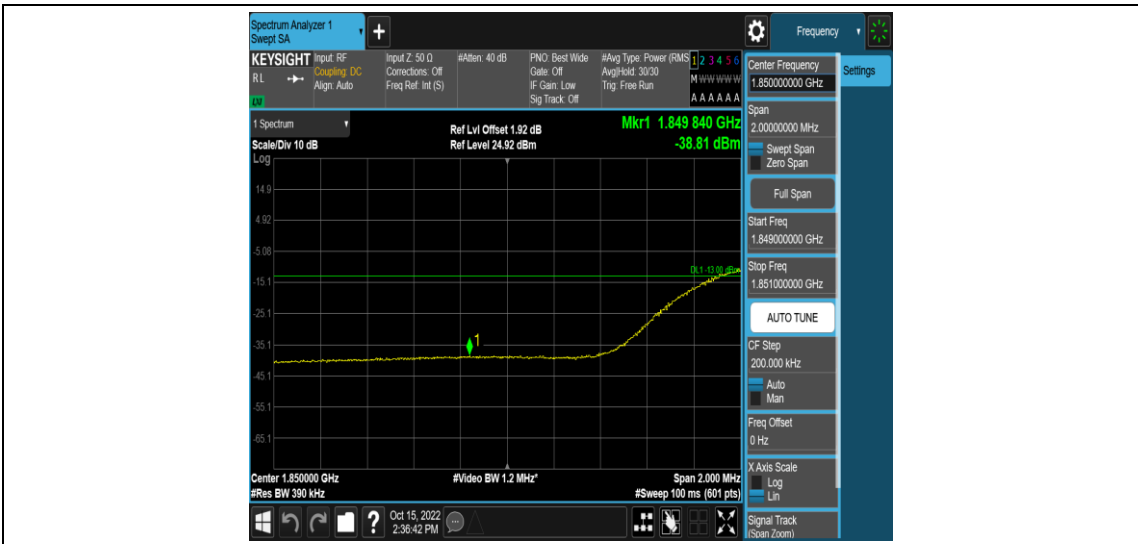 Spectrum Analyzer 1
Swept SA
+
Frequency
KEYSIGHT
RL
LXI
Input: RF
Coupling: DC
Align: Auto
Input Z: 50 Ω
Corrections: Off
Freq Ref: Int (S)
#Atten: 40 dB
PNO: Best Wide
Gate: Off
IF Gain: Low
Sig Track: Off
#Avg Type: Power (RMS
Avg|Hold: 30/30
Trig: Free Run
1 2 3 4 5 6
M W W W W W
A A A A A A
Center Frequency
1.850000000 GHz
Settings
Span
2.00000000 MHz
Swept Span
Zero Span
Full Span
Start Freq
1.849000000 GHz
Stop Freq
1.851000000 GHz
AUTO TUNE
CF Step
200.000 kHz
Auto
Man
Freq Offset
0 Hz
X Axis Scale
Log
Lin
Signal Track
(Span Zoom)
1 Spectrum
Scale/Div 10 dB
Log
Ref Lvl Offset 1.92 dB
Ref Level 24.92 dBm
Mkr1 1.849 840 GHz
-38.81 dBm
14.9
4.92
-5.08
DL1 -13.00 dBm
-15.1
-25.1
-35.1
1
-45.1
-55.1
-65.1
Center 1.850000 GHz
#Video BW 1.2 MHz*
Span 2.000 MHz
#Res BW 390 kHz
#Sweep 100 ms (601 pts)
?
Oct 15, 2022
2:36:42 PM